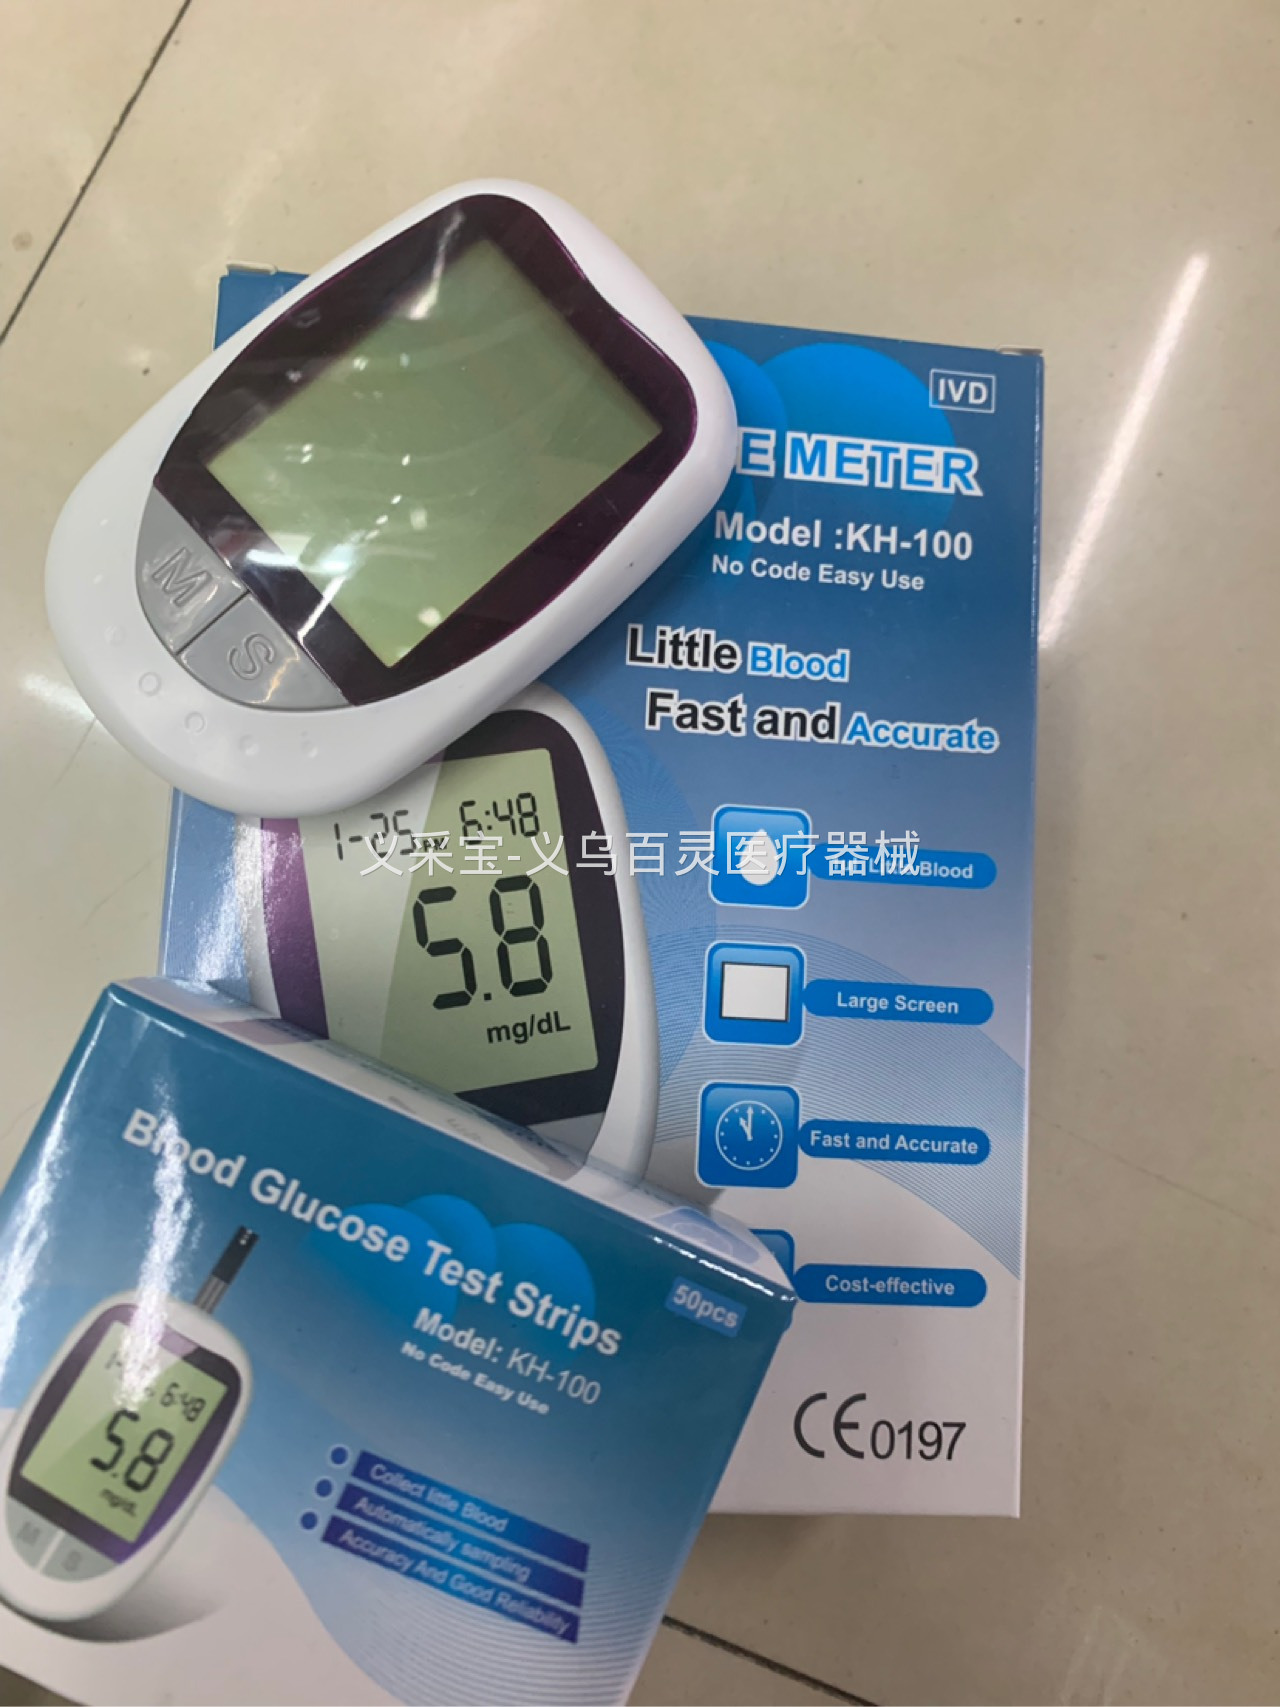 IVD
E METER
Model :KH-100
No Code Easy Use
Little Blood
Fast and Accurate
M
S
1-25 6:48
5.8
mg/dL
义采宝-义乌百灵医疗器械
Little Blood
Large Screen
Fast and Accurate
Cost-effective
CE0197
Blood Glucose Test Strips
50pcs
Model: KH-100
No Code Easy Use
6:48
5.8
mg/dL
M
S
Collect little Blood
Automatically sampling
Accuracy And Good Reliability